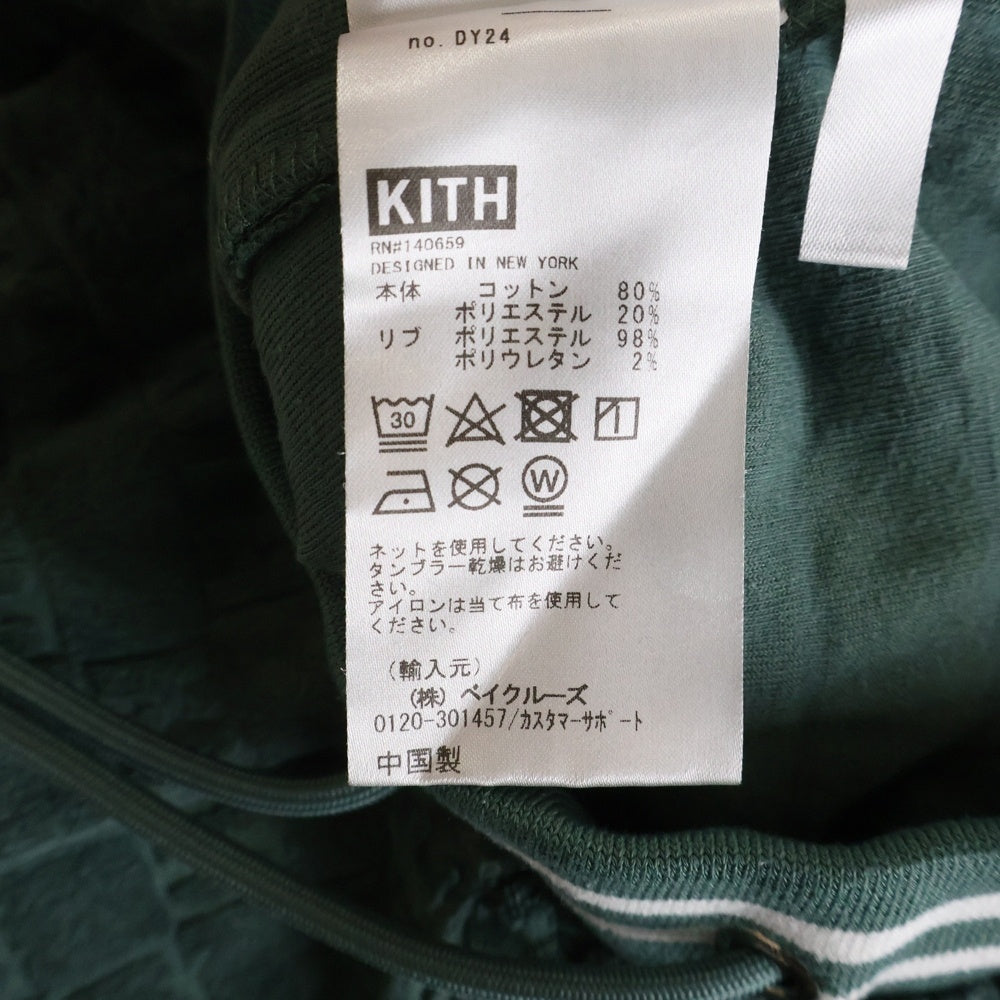 no. DY24
KITH
RN#140659
DESIGNED IN NEW YORK
本体 コットン 80%
ポリエステル 20%
リブ ポリエステル 98%
ポリウレタン 2%
30
W
ネットを使用してください。
タンブラー乾燥はお避けくだ
さい。
アイロンは当て布を使用して
ください。
(輸入元)
(株) ベイクルーズ
0120-301457/ｶｽﾀﾏｰｻﾎﾟｰﾄ
中国製